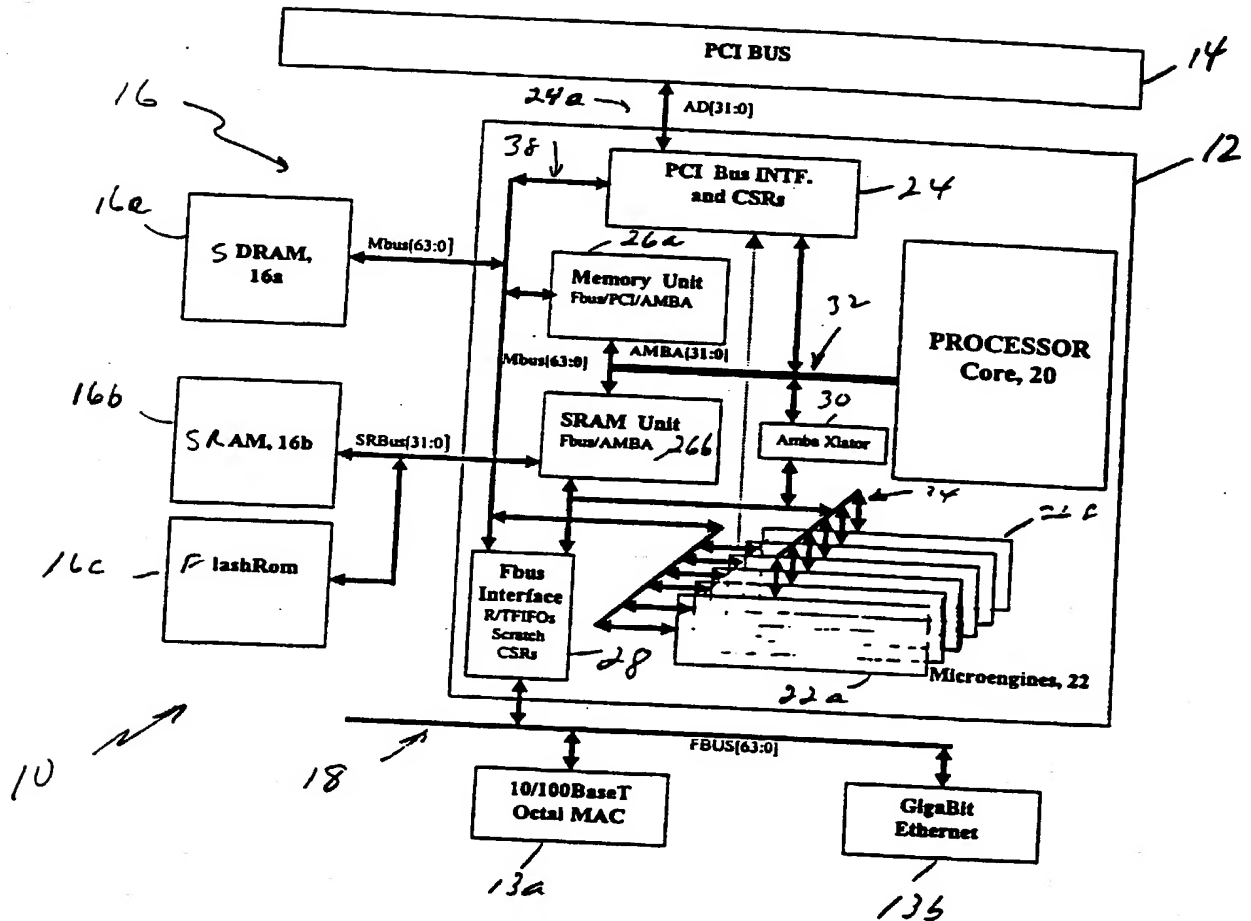 PCI BUS
14
24a
AD[31:0]
16
38
12
PCI Bus INTF.
and CSRs
24
16a
SDRAM,
16a
Mbus[63:0]
26a
Memory Unit
Fbus/PCI/AMBA
32
PROCESSOR
Core, 20
Mbus[63:0]
AMBA[31:0]
16b
SRAM, 16b
SRBus[31:0]
SRAM Unit
Fbus/AMBA
26b
30
Amba Xlator
16c
FlashRom
Fbus
Interface
R/TFIFOs
Scratch
CSRs
28
22a
Microengines, 22
10
18
FBUS[63:0]
10/100BaseT
Octal MAC
13a
GigaBit
Ethernet
13b